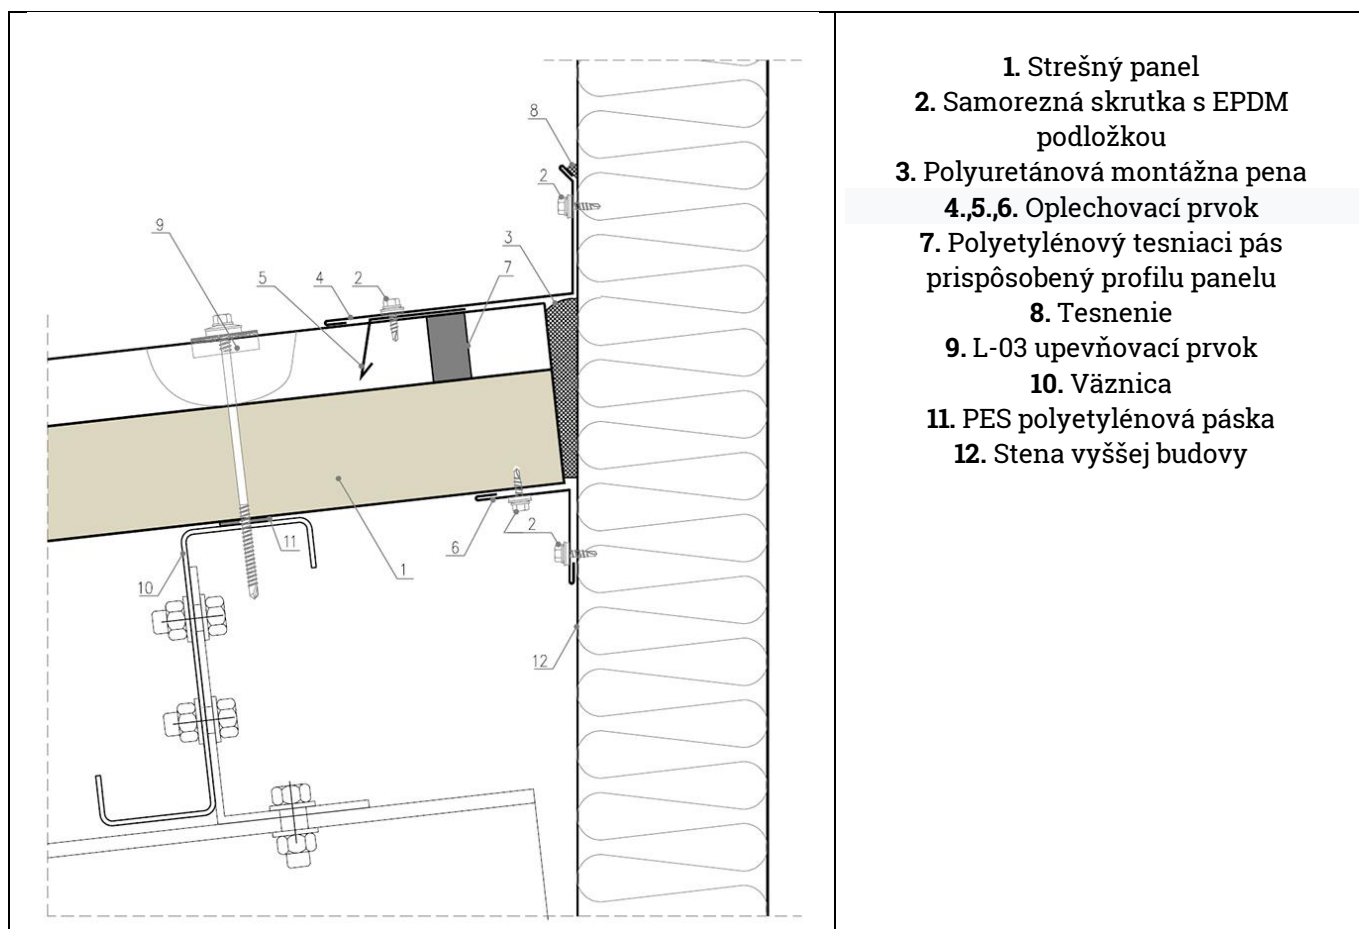 8
2
9
3
5
4
2
7
6
2
11
1
10
12
1. Strešný panel
2. Samorezná skrutka s EPDM
podložkou
3. Polyuretánová montážna pena
4.,5.,6. Oplechovací prvok
7. Polyetylénový tesniaci pás
prispôsobený profilu panelu
8. Tesnenie
9. L-03 upevňovací prvok
10. Väznica
11. PES polyetylénová páska
12. Stena vyššej budovy